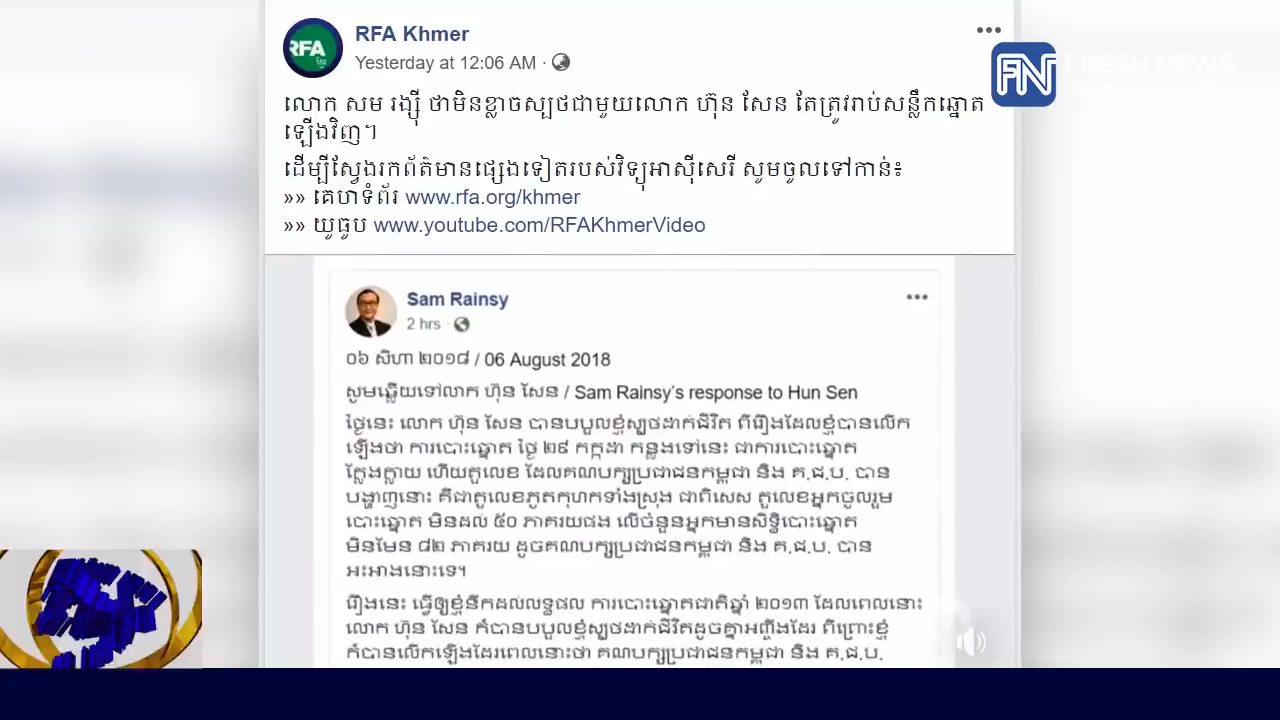 RFA Khmer
Yesterday at 12:06 AM ·
RFA
FRESH NEWS
FN
លោក សម រង្ស៊ី ថាមិនខ្លាចស្បថជាមួយលោក ហ៊ុន សែន តែត្រូវរាប់សន្លឹកឆ្នោត
ឡើងវិញ។
ដើម្បីស្វែងរកព័ត៌មានផ្សេងទៀតរបស់វិទ្យុអាស៊ីសេរី សូមចូលទៅកាន់៖
»» គេហទំព័រ www.rfa.org/khmer
»» យូធូប www.youtube.com/RFAKhmerVideo
Sam Rainsy
2 hrs ·
០៦ សីហា ២០១៨ / 06 August 2018
សូមឆ្លើយទៅលោក ហ៊ុន សែន / Sam Rainsy's response to Hun Sen
ថ្ងៃនេះ លោក ហ៊ុន សែន បានបបួលខ្ញុំស្បថដាក់ជីវិត ពីរឿងដែលខ្ញុំបានលើក
ឡើងថា ការបោះឆ្នោត ថ្ងៃ ២៩ កក្កដា កន្លងទៅនេះ ជាការបោះឆ្នោត
ក្លែងក្លាយ ហើយតួលេខ ដែលគណបក្សប្រជាជនកម្ពុជា និង គ.ជ.ប. បាន
បង្ហាញនោះ គឺជាតួលេខភូតកុហកទាំងស្រុង ជាពិសេស តួលេខអ្នកចូលរួម
បោះឆ្នោត មិនដល់ ៥០ ភាគរយផង លើចំនួនអ្នកមានសិទ្ធិបោះឆ្នោត
មិនមែន ៨២ ភាគរយ ដូចគណបក្សប្រជាជនកម្ពុជា និង គ.ជ.ប. បាន
អះអាងនោះទេ។
រឿងនេះ ធ្វើឲ្យខ្ញុំនឹកដល់លទ្ធផល ការបោះឆ្នោតជាតិឆ្នាំ ២០១៣ ដែលពេលនោះ
លោក ហ៊ុន សែន ក៏បានបបួលខ្ញុំស្បថដាក់ជីវិតដូចគ្នាអញ្ចឹងដែរ ពីព្រោះខ្ញុំ
ក៏បានលើកឡើងដែរពេលនោះថា គណបក្សប្រជាជនកម្ពុជា និង គ.ជ.ប.